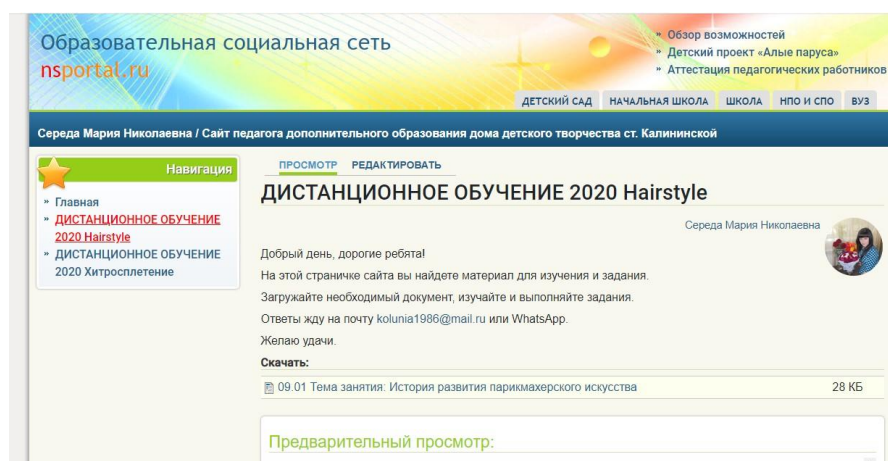 Образовательная социальная сеть
nsportal.ru
» Обзор возможностей
» Детский проект «Алые паруса»
» Аттестация педагогических работников
ДЕТСКИЙ САД НАЧАЛЬНАЯ ШКОЛА ШКОЛА НПО И СПО ВУЗ
Середа Мария Николаевна / Сайт педагога дополнительного образования дома детского творчества ст. Калининской
Навигация
» Главная
» ДИСТАНЦИОННОЕ ОБУЧЕНИЕ
2020 Hairstyle
» ДИСТАНЦИОННОЕ ОБУЧЕНИЕ
2020 Хитросплетение
ПРОСМОТР РЕДАКТИРОВАТЬ
ДИСТАНЦИОННОЕ ОБУЧЕНИЕ 2020 Hairstyle
Середа Мария Николаевна
Добрый день, дорогие ребята!
На этой страничке сайта вы найдете материал для изучения и задания.
Загружайте необходимый документ, изучайте и выполняйте задания.
Ответы жду на почту kolunia1986@mail.ru или WhatsApp.
Желаю удачи.
Скачать:
09.01 Тема занятия: История развития парикмахерского искусства 28 КБ
Предварительный просмотр: